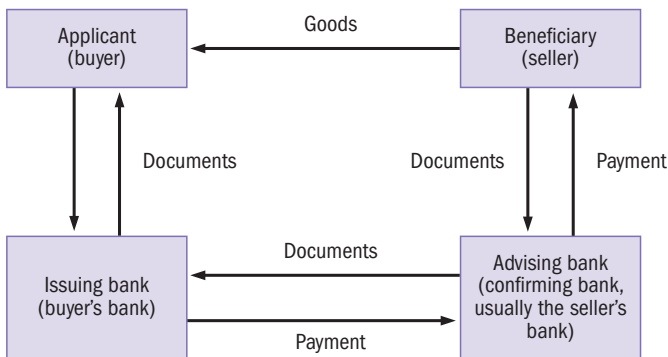 Goods
Applicant
(buyer)
Beneficiary
(seller)
Documents
Documents
Payment
Documents
Issuing bank
(buyer’s bank)
Advising bank
(confirming bank,
usually the seller’s
bank)
Payment